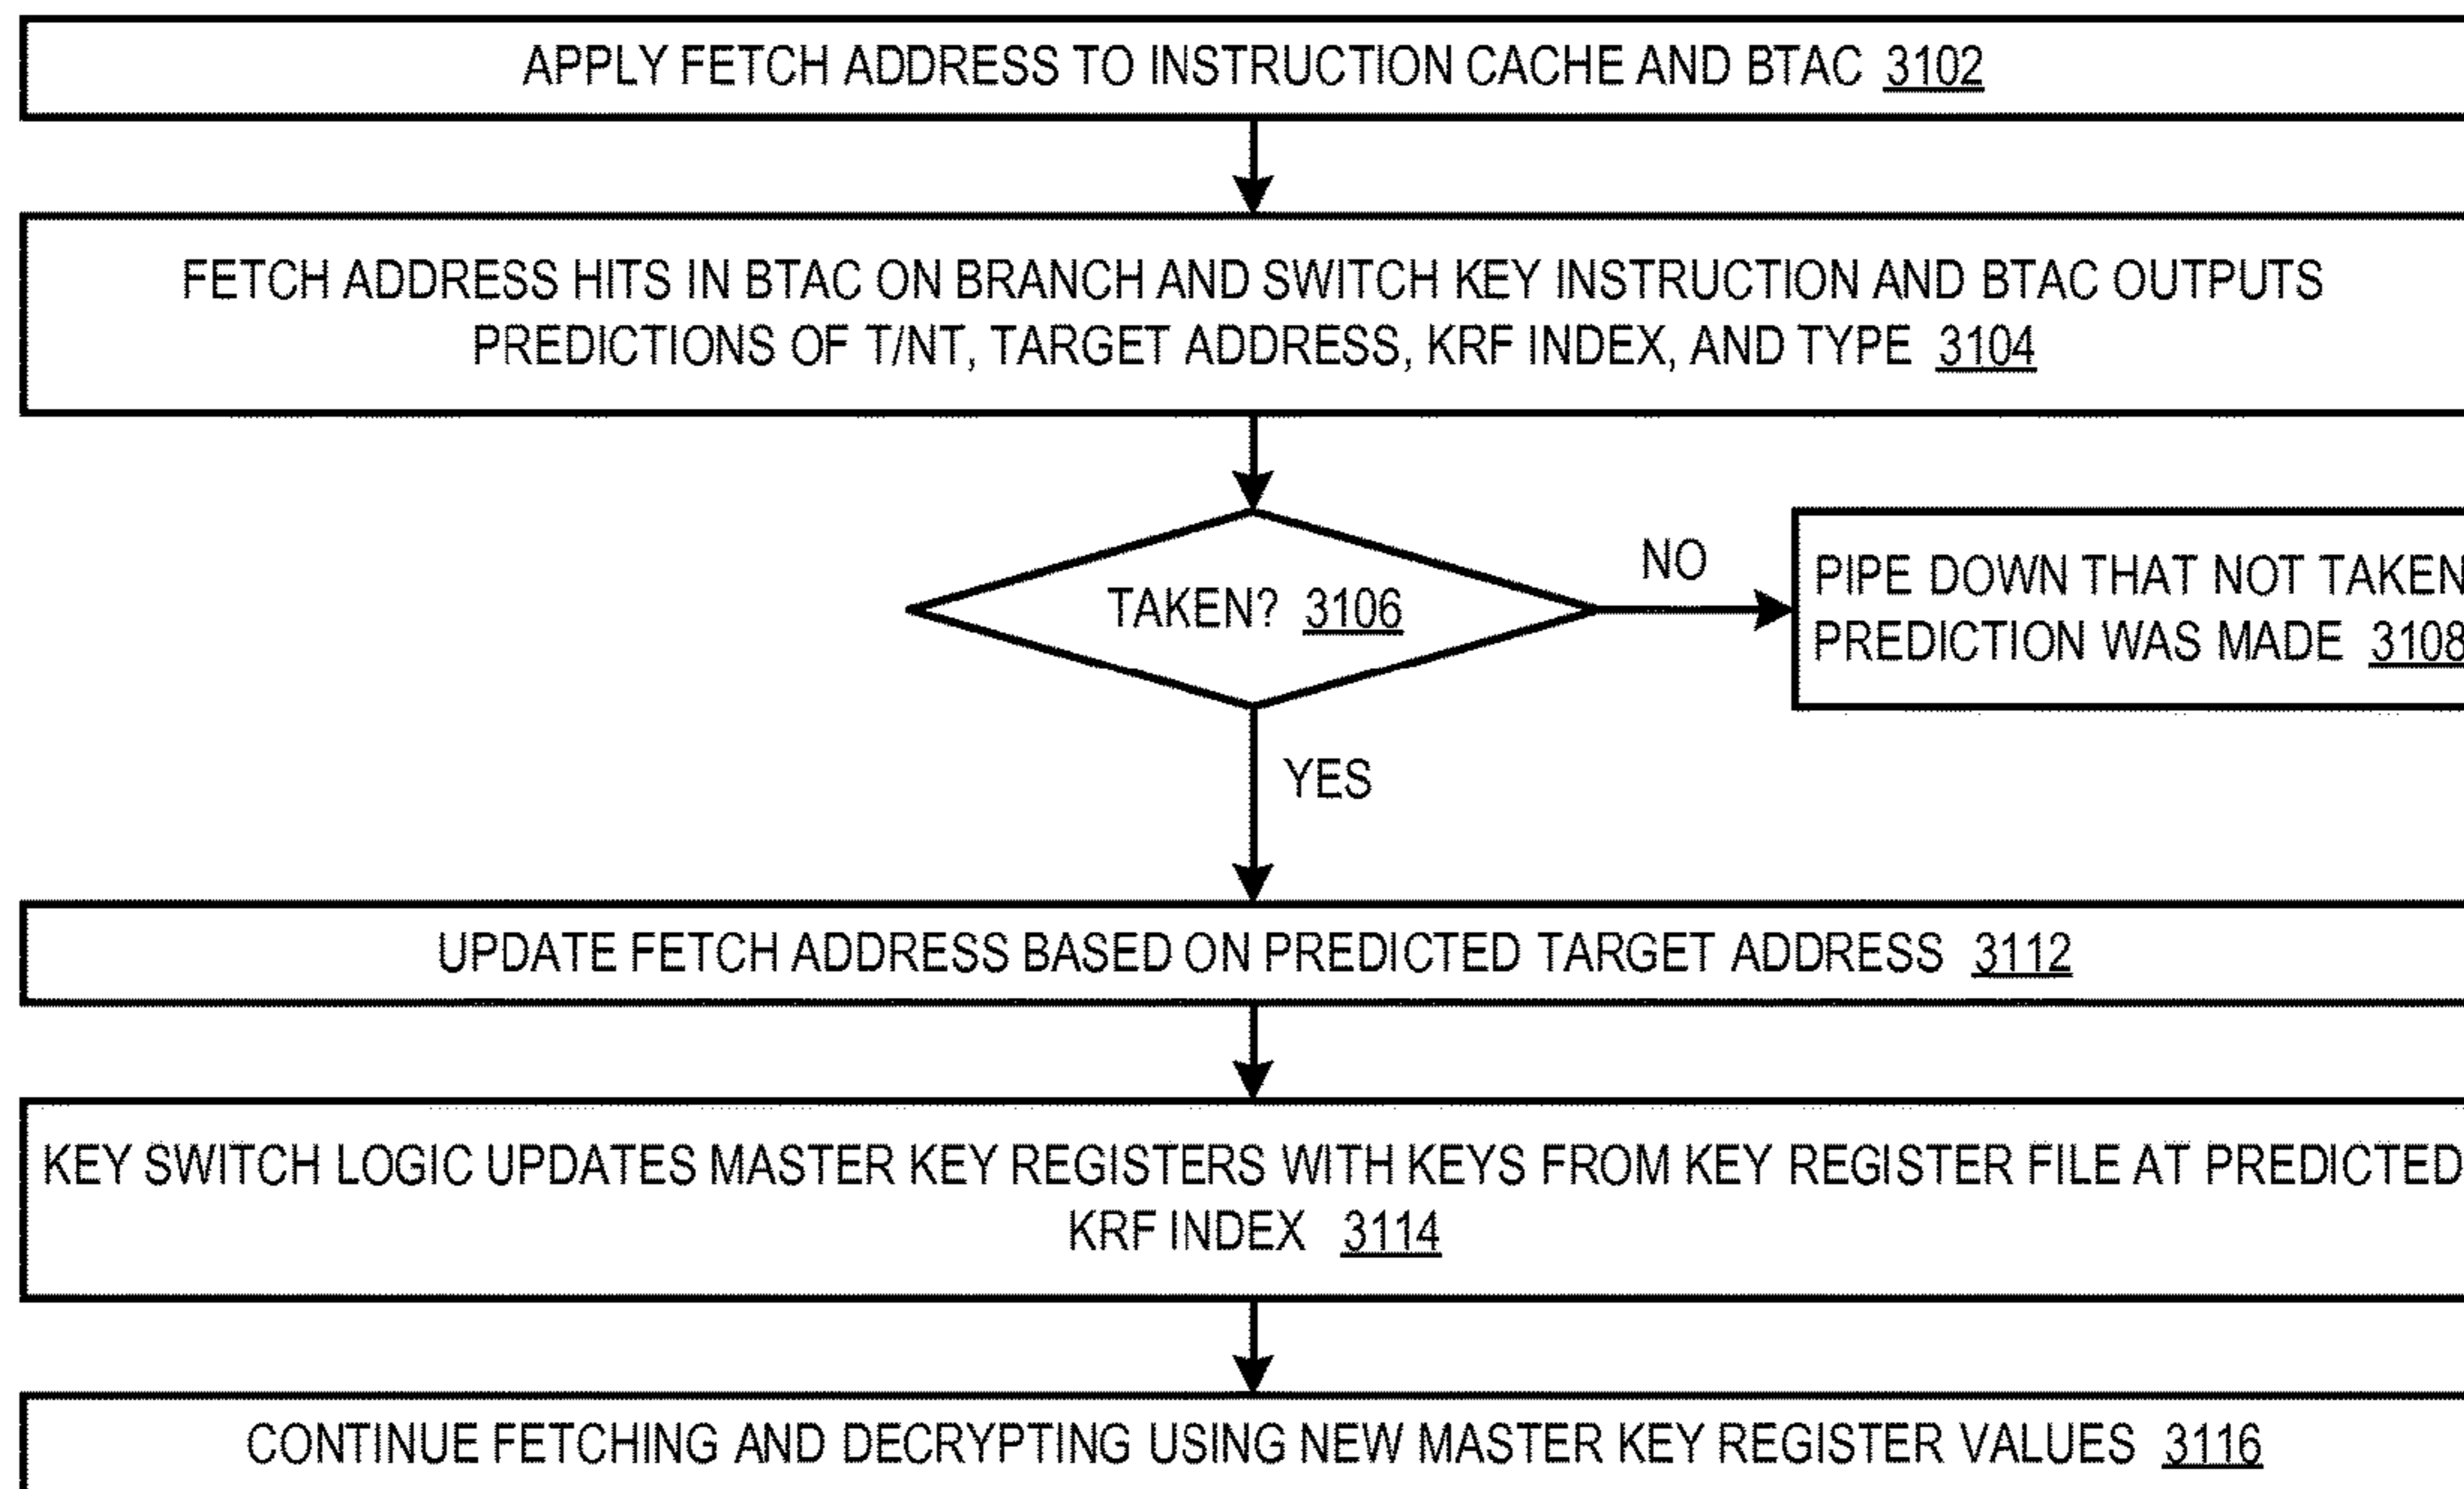 APPLY FETCH ADDRESS TO INSTRUCTION CACHE AND BTAC 3102
FETCH ADDRESS HITS IN BTAC ON BRANCH AND SWITCH KEY INSTRUCTION AND BTAC OUTPUTS
PREDICTIONS OF T/NT, TARGET ADDRESS, KRF INDEX, AND TYPE 3104
TAKEN? 3106
NO
PIPE DOWN THAT NOT TAKEN
PREDICTION WAS MADE 3108
YES
UPDATE FETCH ADDRESS BASED ON PREDICTED TARGET ADDRESS 3112
KEY SWITCH LOGIC UPDATES MASTER KEY REGISTERS WITH KEYS FROM KEY REGISTER FILE AT PREDICTED
KRF INDEX 3114
CONTINUE FETCHING AND DECRYPTING USING NEW MASTER KEY REGISTER VALUES 3116